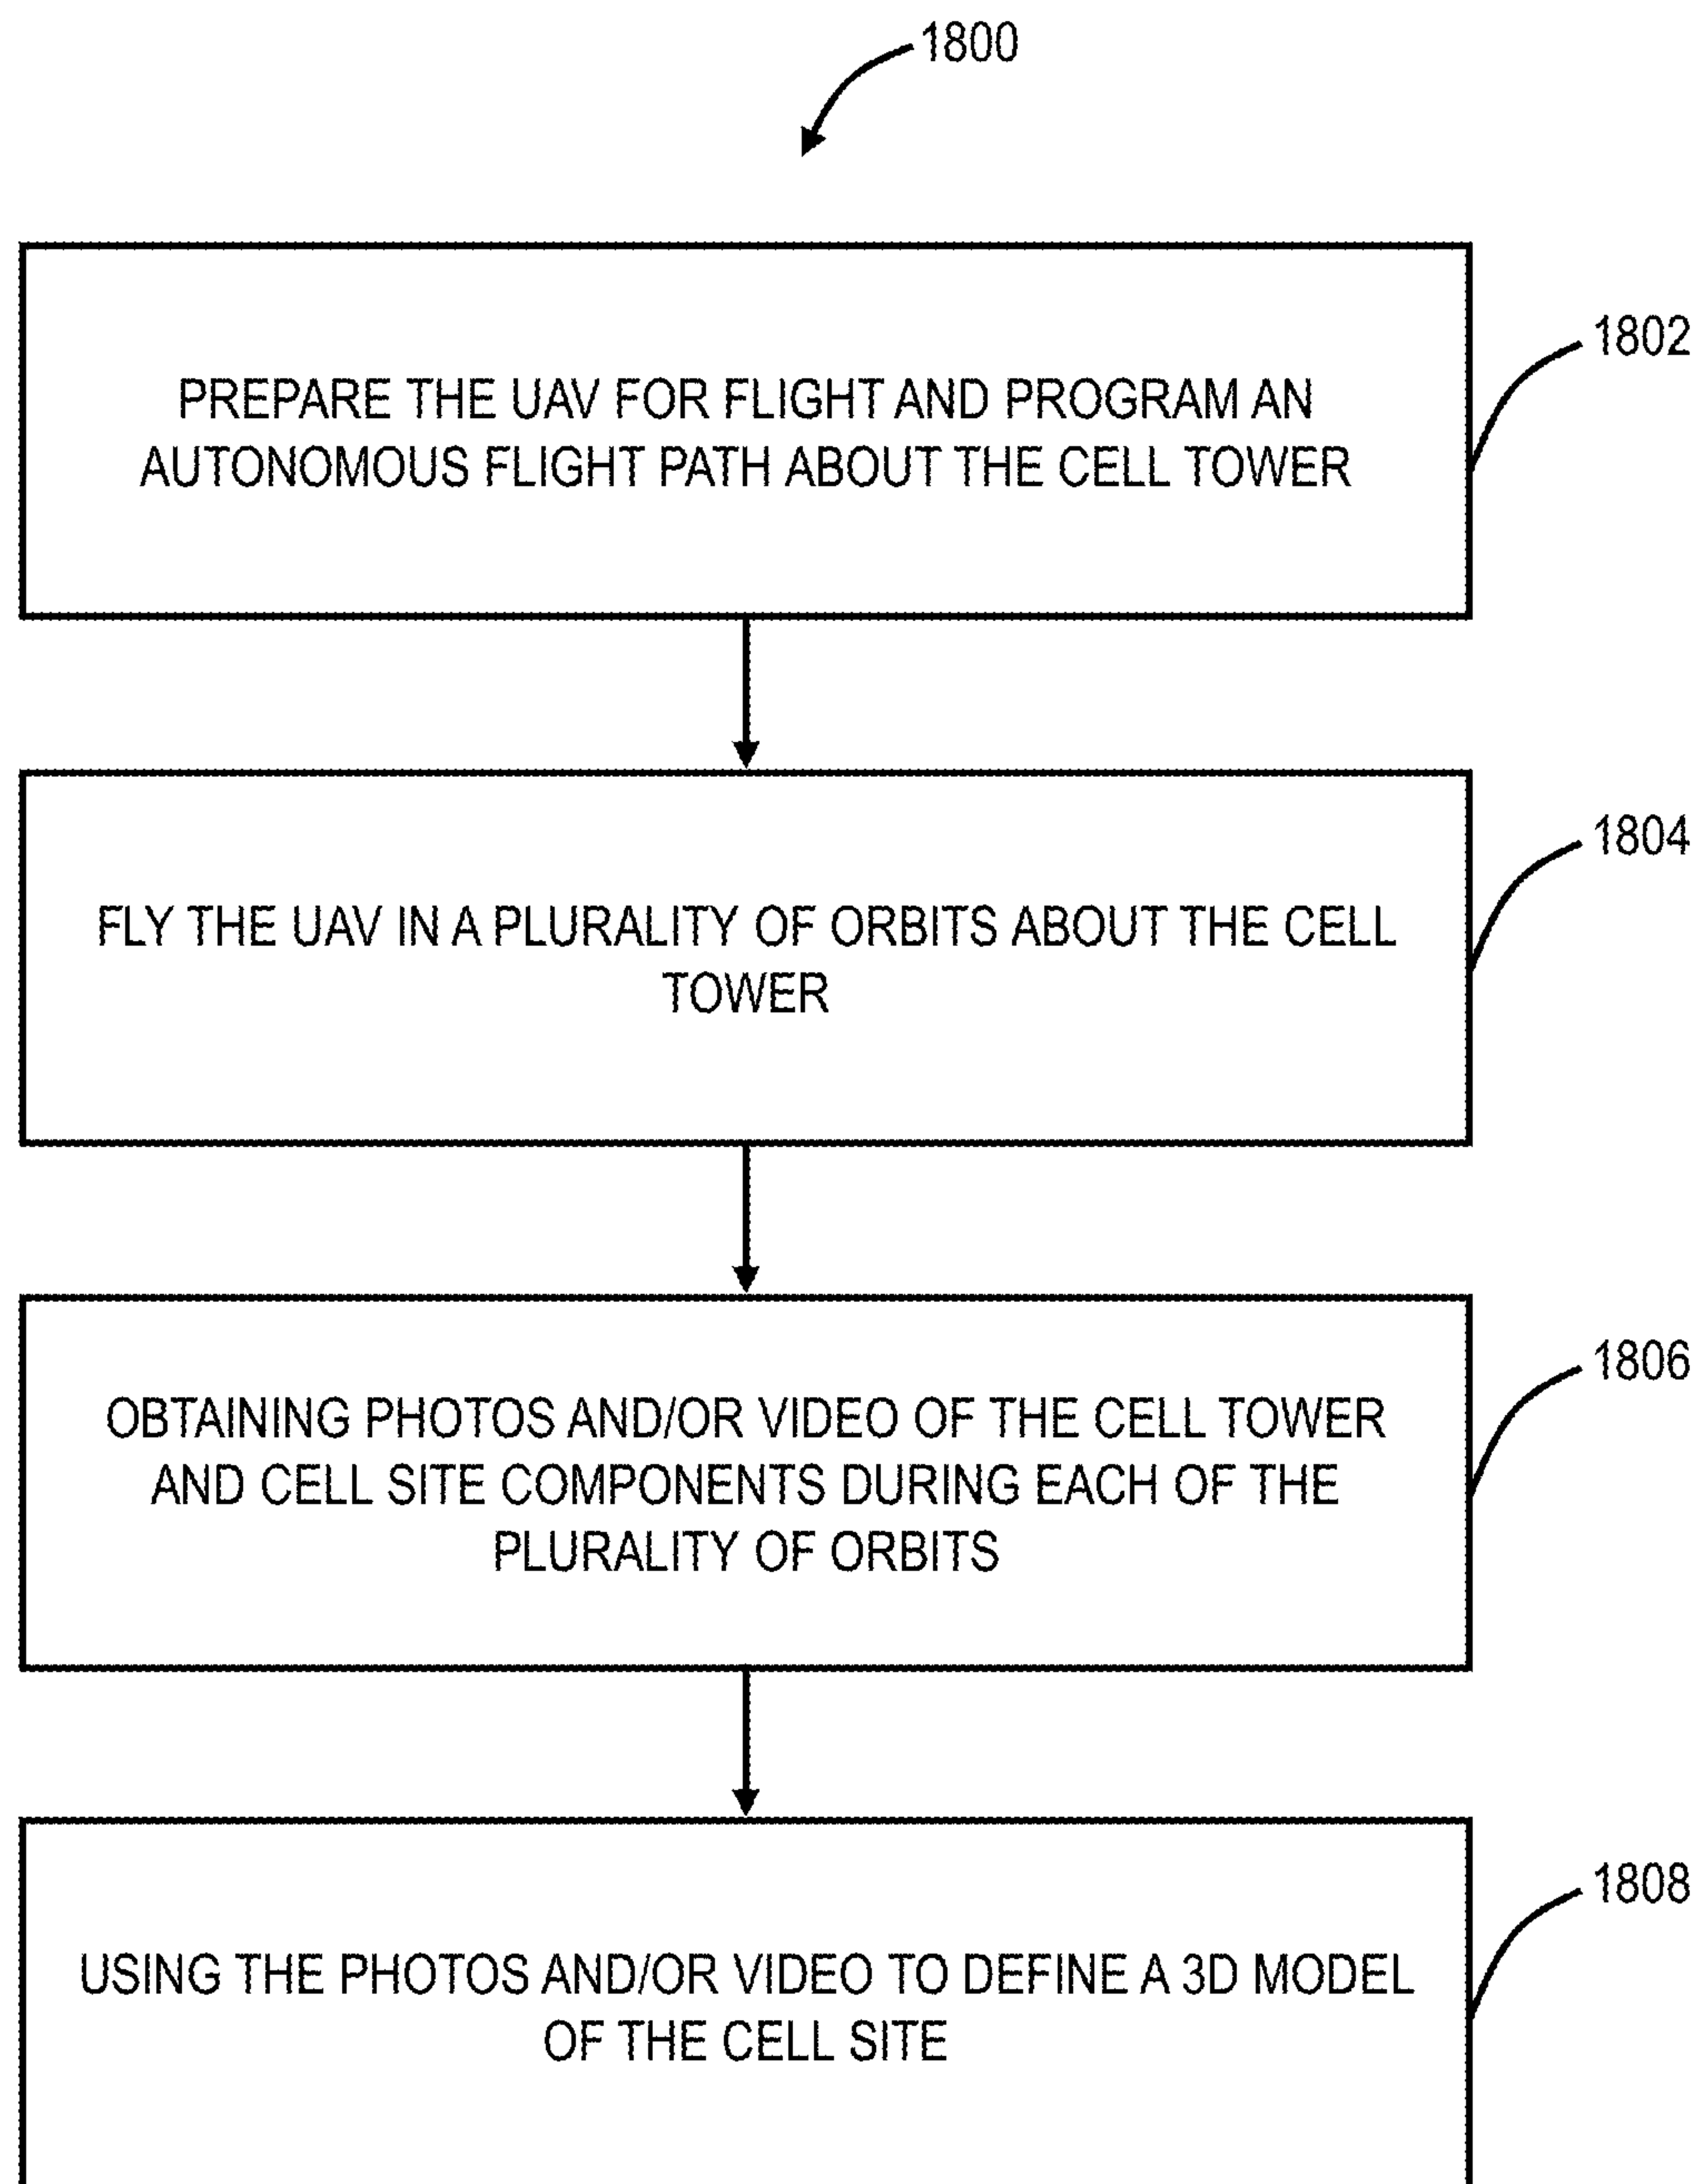 1800
PREPARE THE UAV FOR FLIGHT AND PROGRAM AN
AUTONOMOUS FLIGHT PATH ABOUT THE CELL TOWER
1802
FLY THE UAV IN A PLURALITY OF ORBITS ABOUT THE CELL
TOWER
1804
OBTAINING PHOTOS AND/OR VIDEO OF THE CELL TOWER
AND CELL SITE COMPONENTS DURING EACH OF THE
PLURALITY OF ORBITS
1806
USING THE PHOTOS AND/OR VIDEO TO DEFINE A 3D MODEL
OF THE CELL SITE
1808